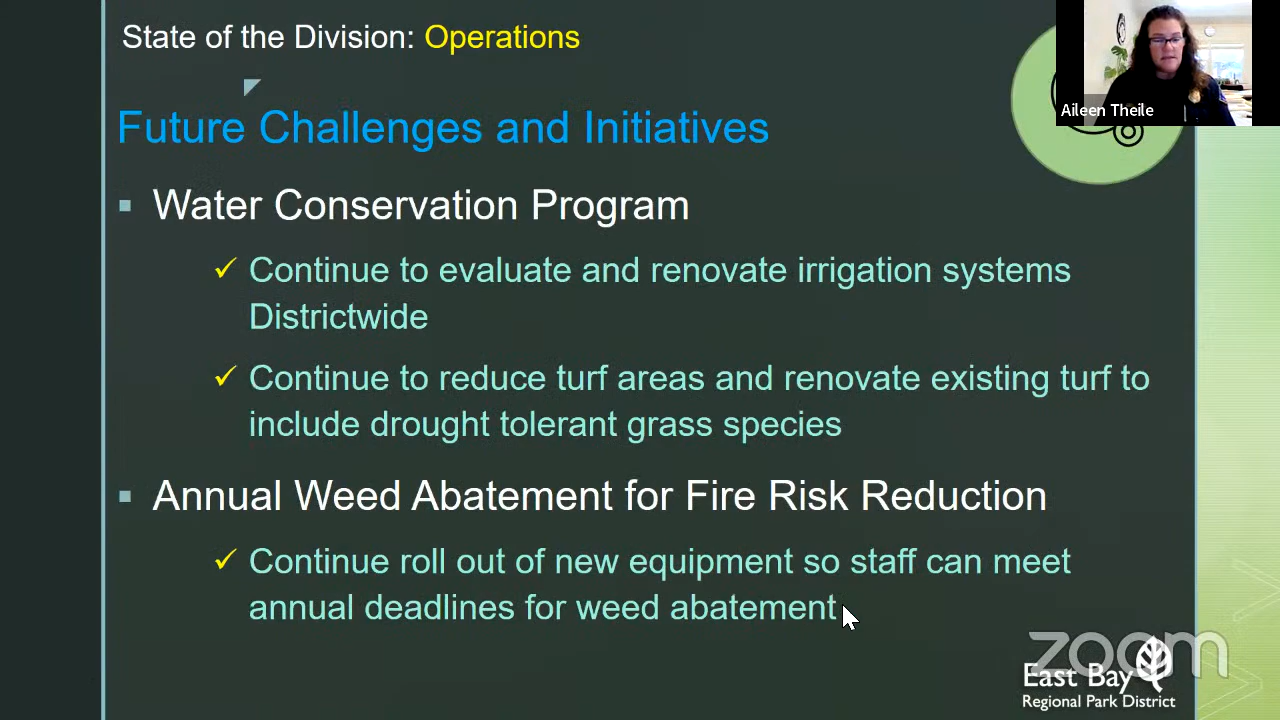 State of the Division: Operations
Aileen Theile
Future Challenges and Initiatives
Water Conservation Program
Continue to evaluate and renovate irrigation systems
Districtwide
Continue to reduce turf areas and renovate existing turf to
include drought tolerant grass species
Annual Weed Abatement for Fire Risk Reduction
Continue roll out of new equipment so staff can meet
annual deadlines for weed abatement
zoom
East Bay
Regional Park District